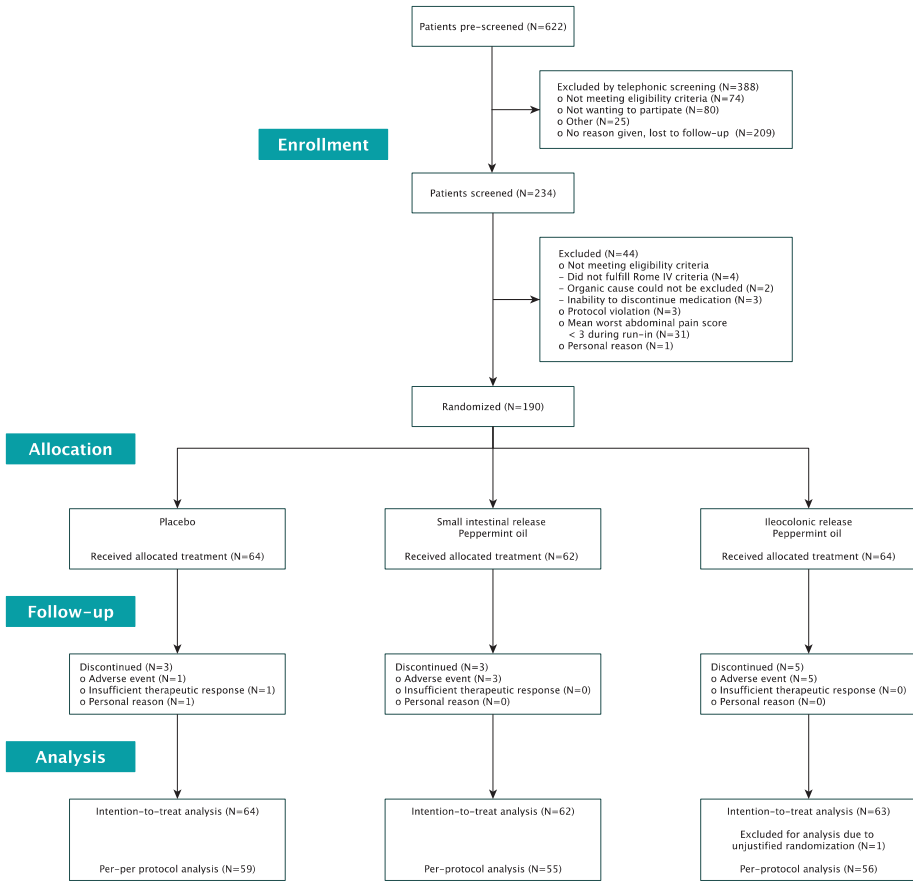 Patients pre-screened (N=622)
Excluded by telephonic screening (N=388)
o Not meeting eligibility criteria (N=74)
o Not wanting to partipate (N=80)
o Other (N=25)
o No reason given, lost to follow-up (N=209)
Enrollment
Patients screened (N=234)
Excluded (N=44)
o Not meeting eligibility criteria
– Did not fulfill Rome IV criteria (N=4)
– Organic cause could not be excluded (N=2)
– Inability to discontinue medication (N=3)
o Protocol violation (N=3)
o Mean worst abdominal pain score
< 3 during run-in (N=31)
o Personal reason (N=1)
Randomized (N=190)
Allocation
Placebo
Received allocated treatment (N=64)
Small intestinal release
Peppermint oil
Received allocated treatment (N=62)
Ileocolonic release
Peppermint oil
Received allocated treatment (N=64)
Follow-up
Discontinued (N=3)
o Adverse event (N=1)
o Insufficient therapeutic response (N=1)
o Personal reason (N=1)
Discontinued (N=3)
o Adverse event (N=3)
o Insufficient therapeutic response (N=0)
o Personal reason (N=0)
Discontinued (N=5)
o Adverse event (N=5)
o Insufficient therapeutic response (N=0)
o Personal reason (N=0)
Analysis
Intention-to-treat analysis (N=64)
Per-per protocol analysis (N=59)
Intention-to-treat analysis (N=62)
Per-protocol analysis (N=55)
Intention-to-treat analysis (N=63)
Excluded for analysis due to
unjustified randomization (N=1)
Per-protocol analysis (N=56)